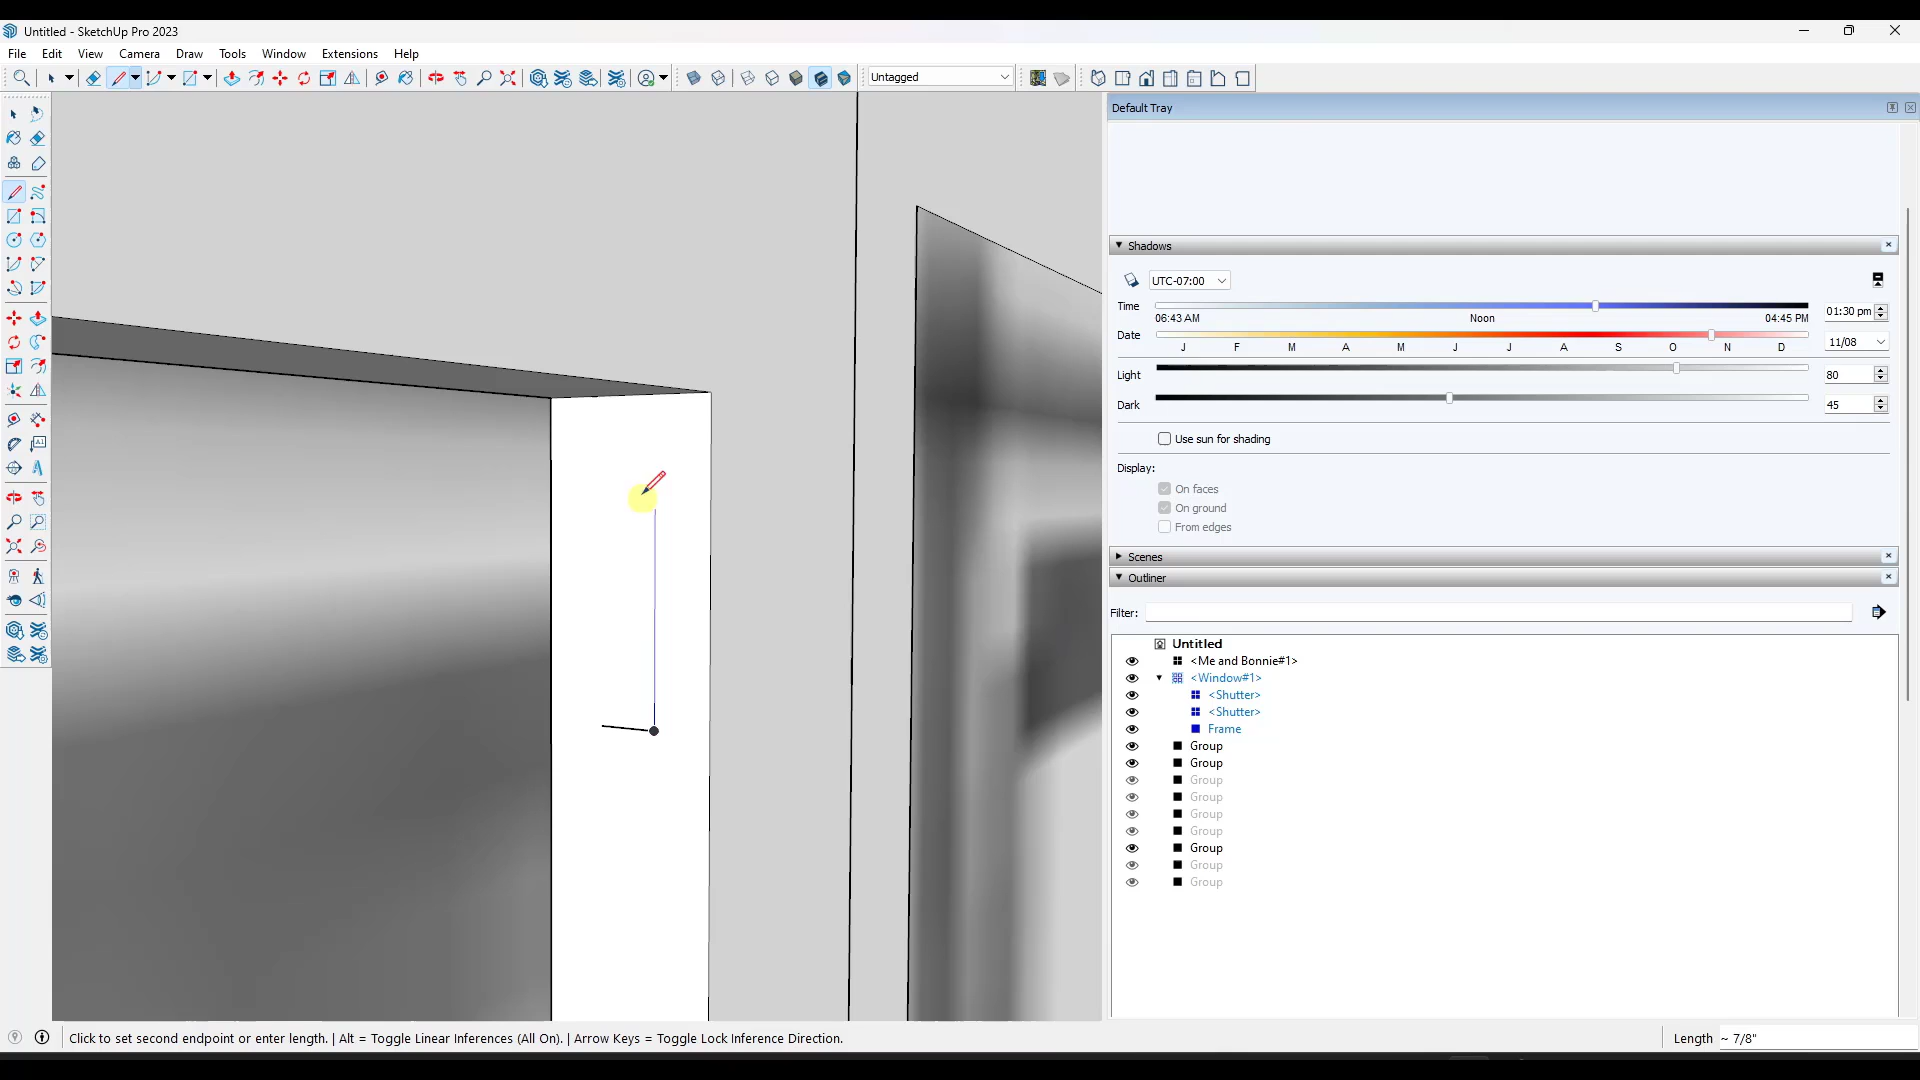 Untitled - SketchUp Pro 2023
File Edit View Camera Draw Tools Window Extensions Help
Untagged
Default Tray
Shadows
UTC-07:00
Time
01:30 pm
06:43 AM Noon 04:45 PM
Date
11/08
J F M A M J J A S O N D
Light
80
Dark
45
Use sun for shading
Display:
On faces
On ground
From edges
Scenes
Outliner
Filter:
Untitled
<Me and Bonnie#1>
<Window#1>
<Shutter>
<Shutter>
Frame
Group
Group
Group
Group
Group
Group
Group
Group
Group
Click to set second endpoint or enter length. | Alt = Toggle Linear Inferences (All On). | Arrow Keys = Toggle Lock Inference Direction.
Length ~ 7/8"